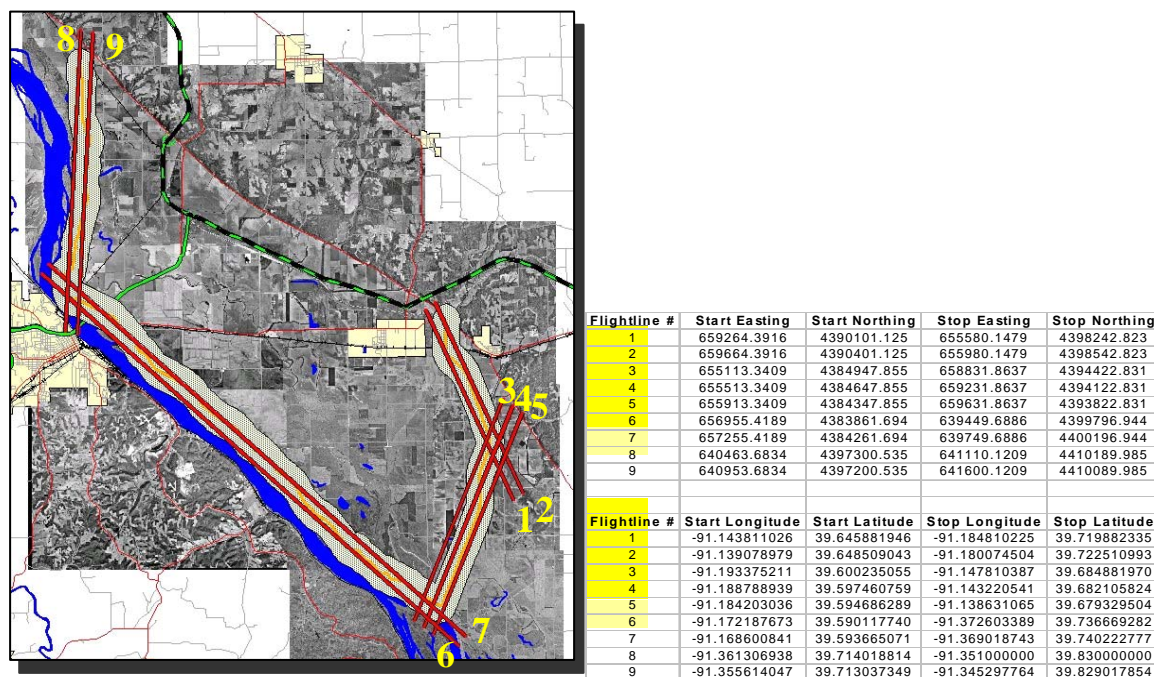 8
9
3
4
5
1
2
7
6
Flightline # Start Easting Start Northing Stop Easting Stop Northing
1 659264.3916 4390101.125 655580.1479 4398242.823
2 659664.3916 4390401.125 655980.1479 4398542.823
3 655113.3409 4384947.855 658831.8637 4394422.831
4 655513.3409 4384647.855 659231.8637 4394122.831
5 655913.3409 4384347.855 659631.8637 4393822.831
6 656955.4189 4383861.694 639449.6886 4399796.944
7 657255.4189 4384261.694 639749.6886 4400196.944
8 640463.6834 4397300.535 641110.1209 4410189.985
9 640953.6834 4397200.535 641600.1209 4410089.985
Flightline # Start Longitude Start Latitude Stop Longitude Stop Latitude
1 -91.143811026 39.645881946 -91.184810225 39.719882335
2 -91.139078979 39.648509043 -91.180074504 39.722510993
3 -91.193375211 39.600235055 -91.147810387 39.684881970
4 -91.188788939 39.597460759 -91.143220541 39.682105824
5 -91.184203036 39.594686289 -91.138631065 39.679329504
6 -91.172187673 39.590117740 -91.372603389 39.736669282
7 -91.168600841 39.593665071 -91.369018743 39.740222777
8 -91.361306938 39.714018814 -91.351000000 39.830000000
9 -91.355614047 39.713037349 -91.345297764 39.829017854